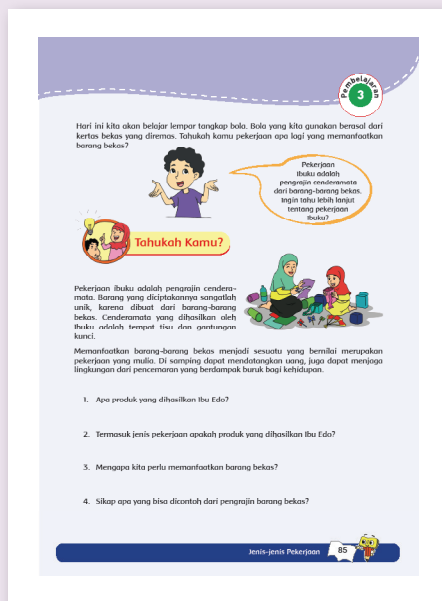 Pembelajaran
3
Hari ini kita akan belajar lempar tangkap bola. Bola yang kita gunakan berasal dari
kertas bekas yang diremas. Tahukah kamu pekerjaan apa lagi yang memanfaatkan
barang bekas?
Pekerjaan
Ibuku adalah
pengrajin cenderamata
dari barang-barang bekas.
Ingin tahu lebih lanjut
tentang pekerjaan
Ibuku?
Tahukah Kamu?
Pekerjaan ibuku adalah pengrajin cendera-
mata. Barang yang diciptakannya sangatlah
unik, karena dibuat dari barang-barang
bekas. Cenderamata yang dihasilkan oleh
Ibuku adalah tempat tisu dan gantungan
kunci.
Memanfaatkan barang-barang bekas menjadi sesuatu yang bernilai merupakan
pekerjaan yang mulia. Di samping dapat mendatangkan uang, juga dapat menjaga
lingkungan dari pencemaran yang berdampak buruk bagi kehidupan.
1. Apa produk yang dihasilkan Ibu Edo?
2. Termasuk jenis pekerjaan apakah produk yang dihasilkan Ibu Edo?
3. Mengapa kita perlu memanfaatkan barang bekas?
4. Sikap apa yang bisa dicontoh dari pengrajin barang bekas?
Jenis-jenis Pekerjaan
85